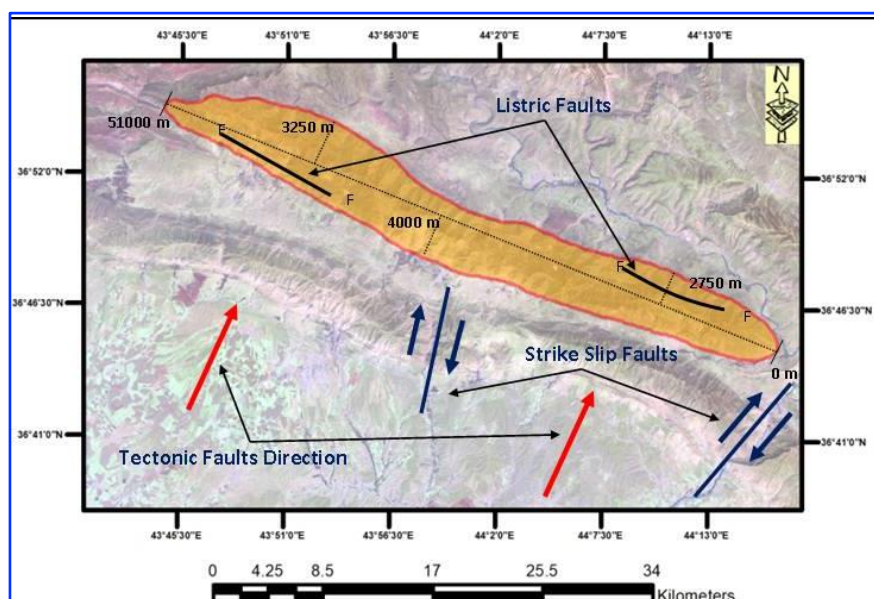 43°45'30"E 43°51'0"E 43°56'30"E 44°2'0"E 44°7'30"E 44°13'0"E
N
Listric Faults
51000 m
3250 m
F
36°52'0"N 36°52'0"N
F
4000 m
F
2750 m
36°46'30"N 36°46'30"N
F
Strike Slip Faults
0 m
36°41'0"N 36°41'0"N
Tectonic Faults Direction
43°45'30"E 43°51'0"E 43°56'30"E 44°2'0"E 44°7'30"E 44°13'0"E
0 4.25 8.5 17 25.5 34
Kilometers